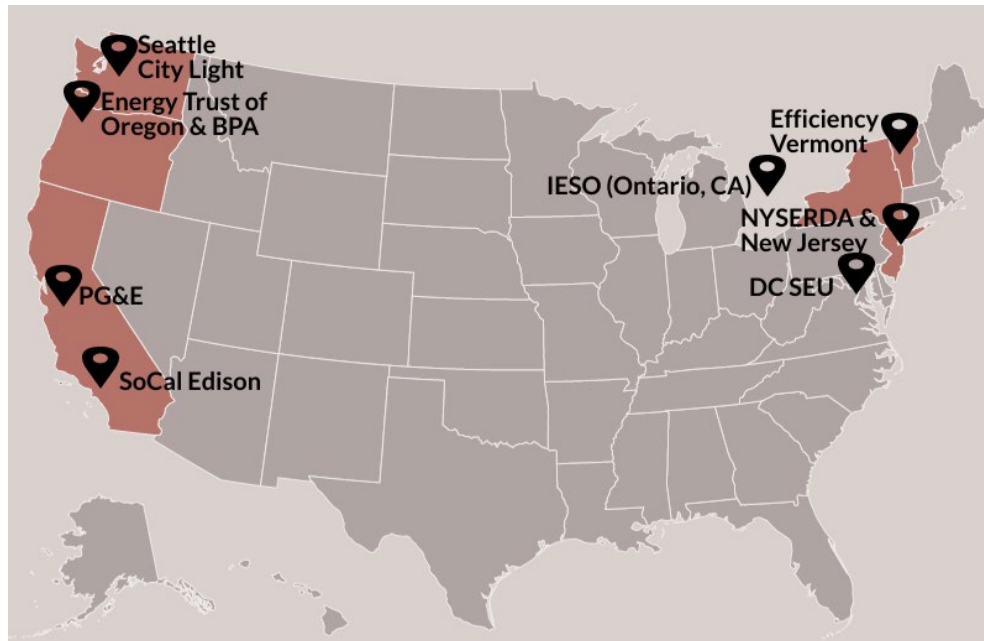 Seattle
City Light
Energy Trust of
Oregon & BPA
PG&E
SoCal Edison
Efficiency
Vermont
IESO (Ontario, CA)
NYSERDA &
New Jersey
DC SEU